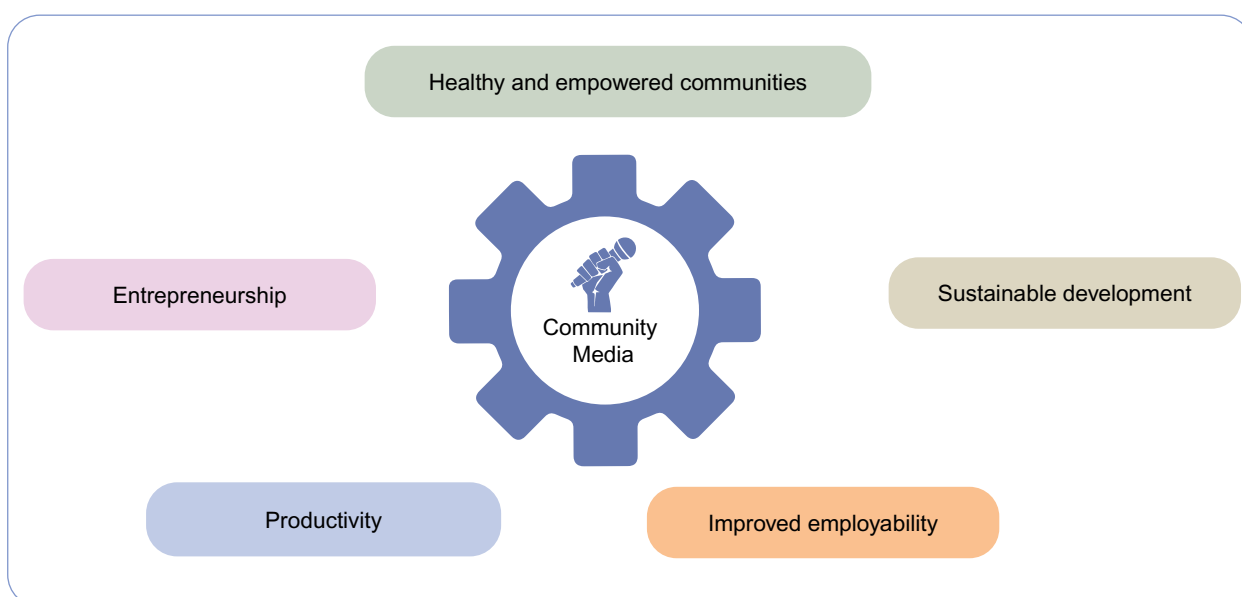 Healthy and empowered communities
Entrepreneurship
Sustainable development
Community
Media
Productivity
Improved employability